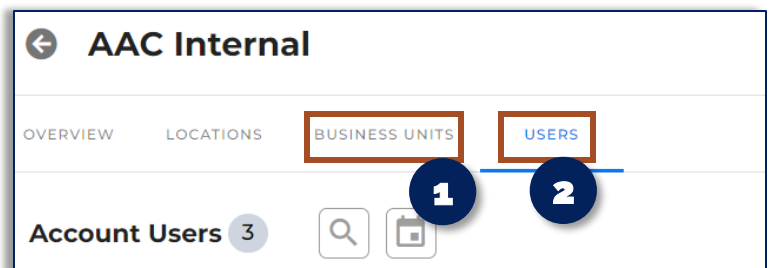 AAC Internal
OVERVIEW LOCATIONS BUSINESS UNITS USERS
1 2
Account Users 3